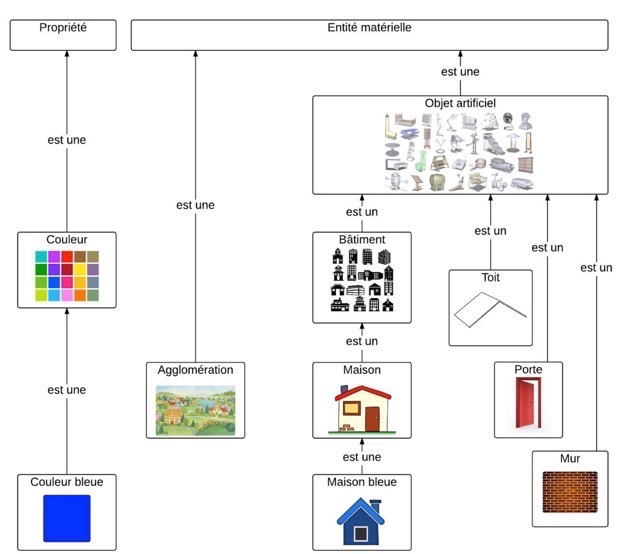 Propriété
Entité matérielle
est une
Objet artificiel
est une
est une
est un
est un
est un
est un
Couleur
Bâtiment
Toit
est un
est une
Agglomération
Maison
Porte
est une
Mur
Couleur bleue
Maison bleue